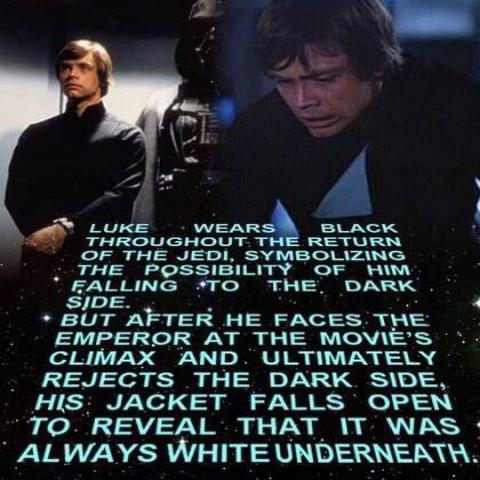 LUKE WEARS BLACK
THROUGHOUT THE RETURN
OF THE JEDI, SYMBOLIZING
THE POSSIBILITY OF HIM
FALLING TO THE DARK
SIDE.
BUT AFTER HE FACES THE
EMPEROR AT THE MOVIE'S
CLIMAX AND ULTIMATELY
REJECTS THE DARK SIDE,
HIS JACKET FALLS OPEN
TO REVEAL THAT IT WAS
ALWAYS WHITE UNDERNEATH.